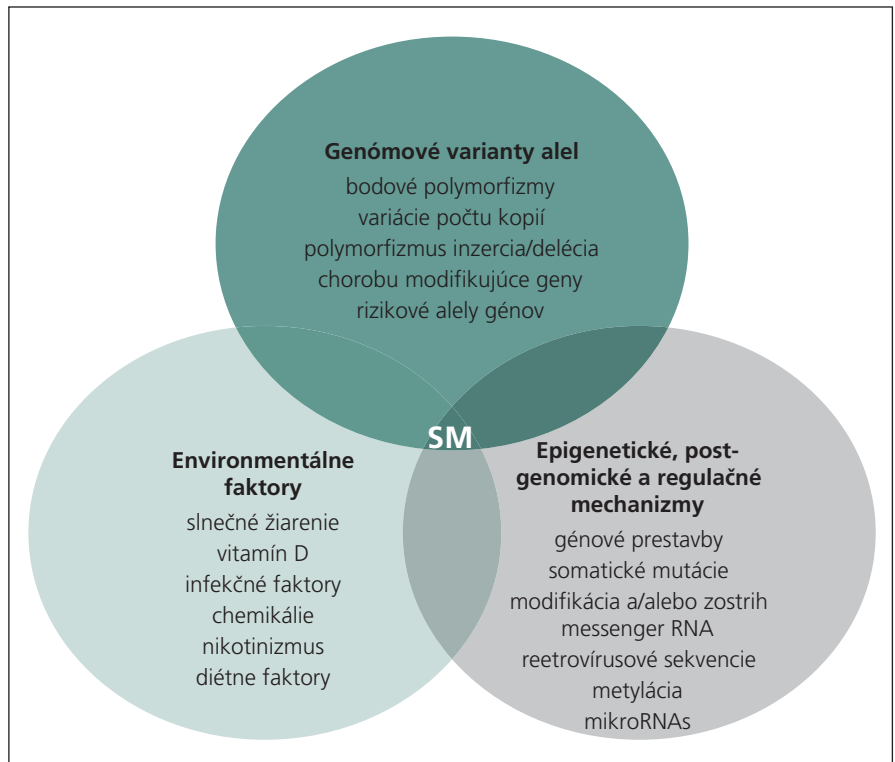 Genómové varianty alel
bodové polymorfizmy
variácie počtu kopií
polymorfizmus inzercia/delécia
chorobu modifikujúce geny
rizikové alely génov
SM
Environmentálne
faktory
slnečné žiarenie
vitamín D
infekčné faktory
chemikálie
nikotinizmus
diétne faktory
Epigenetické, post-
genomické a regulačné
mechanizmy
génové prestavby
somatické mutácie
modifikácia a/alebo zostrih
messenger RNA
reetrovírusové sekvencie
metylácia
mikroRNAs